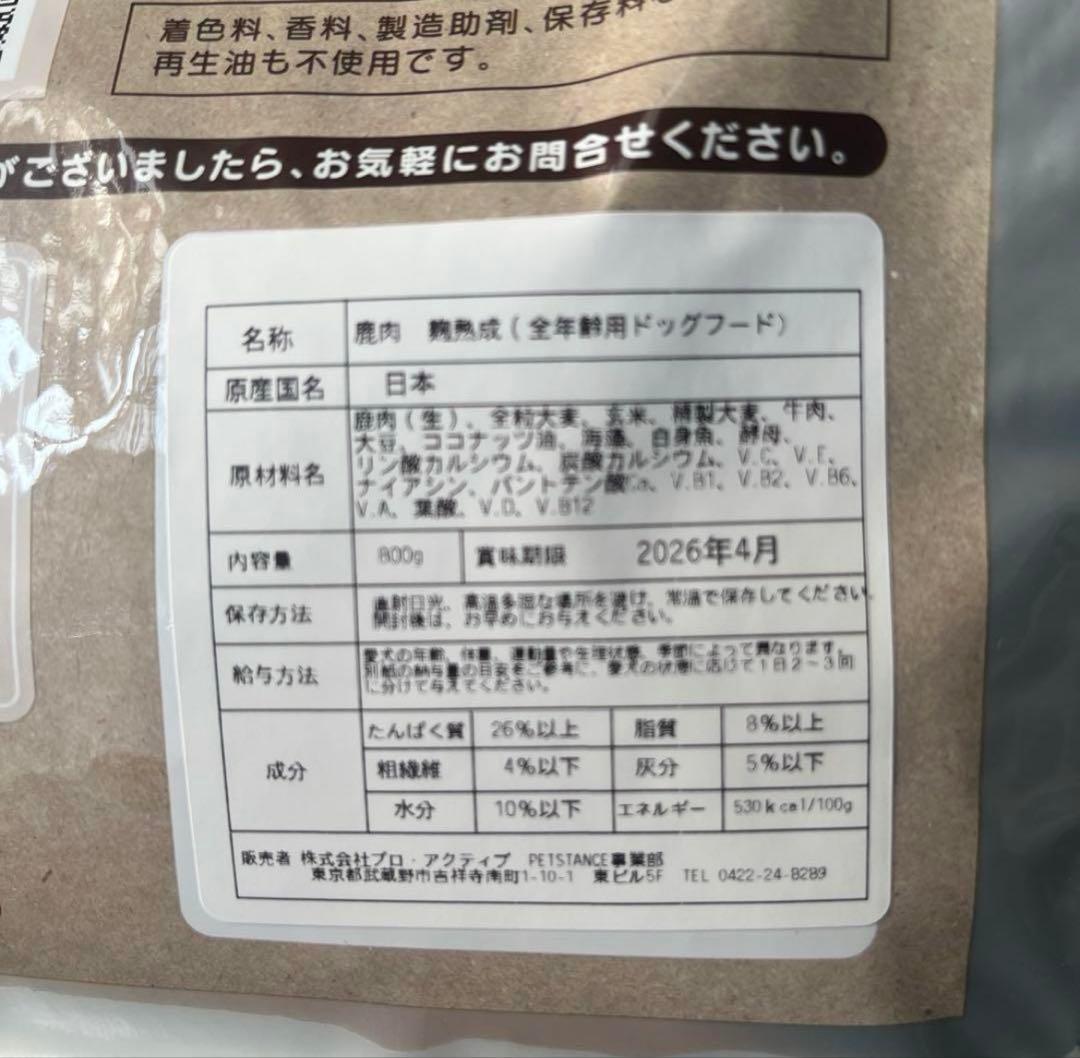 着色料、香料、製造助剤、保存料
再生油も不使用です。
がございましたら、お気軽にお問合せください。
名称 鹿肉 麹熟成(全年齢用ドッグフード)
原産国名 日本
原材料名 鹿肉(生)、全粒大麦、玄米、精製大麦、牛肉、
大豆、ココナッツ油、海藻、白身魚、酵母、
リン酸カルシウム、炭酸カルシウム、V.C、V.E、
ナイアシン、パントテン酸Ca、V.B1、V.B2、V.B6、
V.A、葉酸、V.D、V.B12
内容量 800g 賞味期限 2026年4月
保存方法 直射日光、高温多湿な場所を避け、常温で保存してください。
開封後は、お早めにお与えください。
給与方法 愛犬の年齢、体重、運動量や生理状態、季節によって異なります。
別紙の給与量の目安をご参考に、愛犬の状態に応じて1日2~3回
に分けて与えてください。
成分 たんぱく質 26%以上 脂質 8%以上
粗繊維 4%以下 灰分 5%以下
水分 10%以下 エネルギー 530kcal/100g
販売者 株式会社プロ・アクティブ PETSTANCE事業部
東京都武蔵野市吉祥寺南町1-10-1 東ビル5F TEL 0422-24-8289